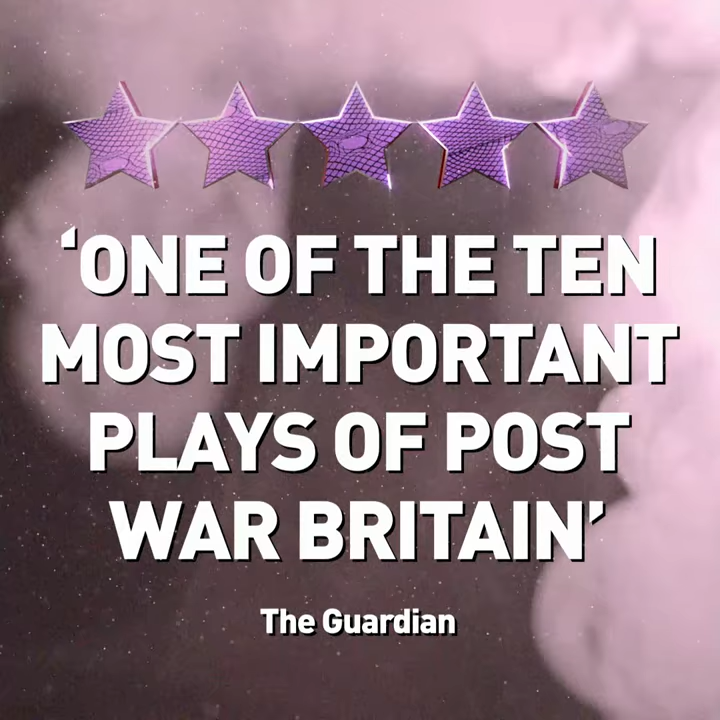 ‘ONE OF THE TEN
MOST IMPORTANT
PLAYS OF POST
WAR BRITAIN’
The Guardian